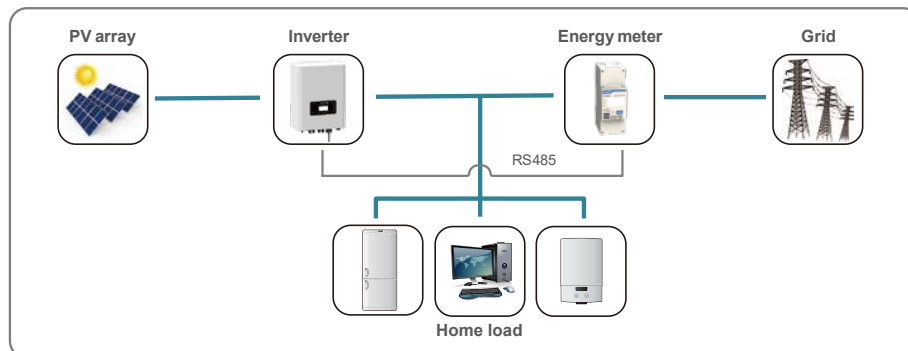 PV array
Inverter
Energy meter
Grid
RS485
Home load